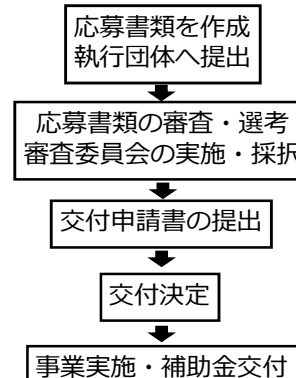 応募書類を作成
執行団体へ提出
応募書類の審査・選考
審査委員会の実施・採択
交付申請書の提出
交付決定
事業実施・補助金交付